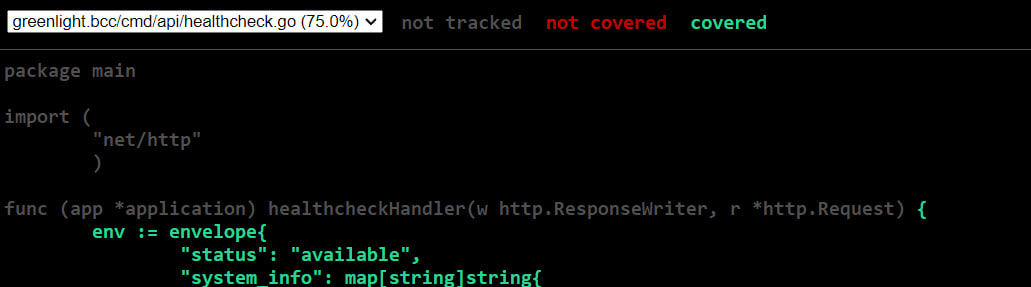 greenlight.bcc/cmd/api/healthcheck.go (75.0%) not tracked not covered covered
package main
import (
"net/http"
)
func (app *application) healthcheckHandler(w http.ResponseWriter, r *http.Request) {
env := envelope{
"status": "available",
"system_info": map[string]string{